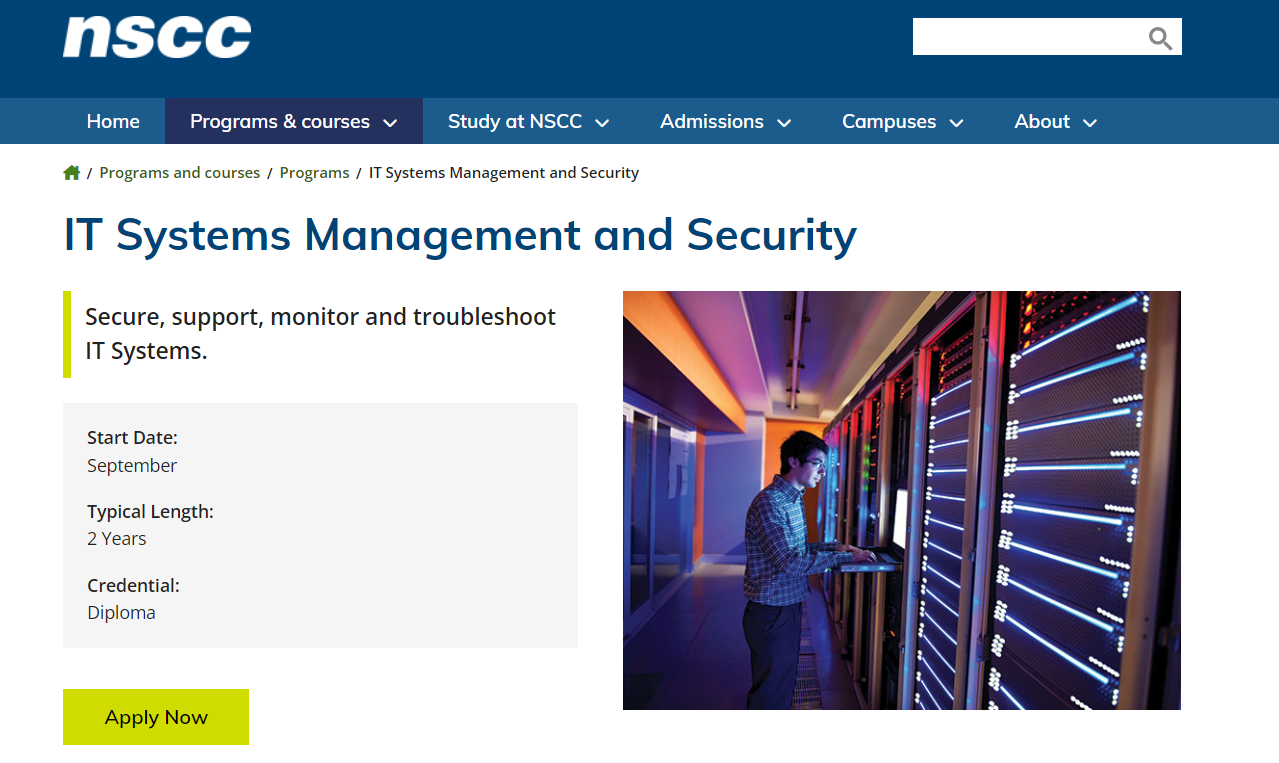 nscc
Home Programs & courses Study at NSCC Admissions Campuses About
/ Programs and courses / Programs / IT Systems Management and Security
IT Systems Management and Security
Secure, support, monitor and troubleshoot
IT Systems.
Start Date:
September
Typical Length:
2 Years
Credential:
Diploma
Apply Now